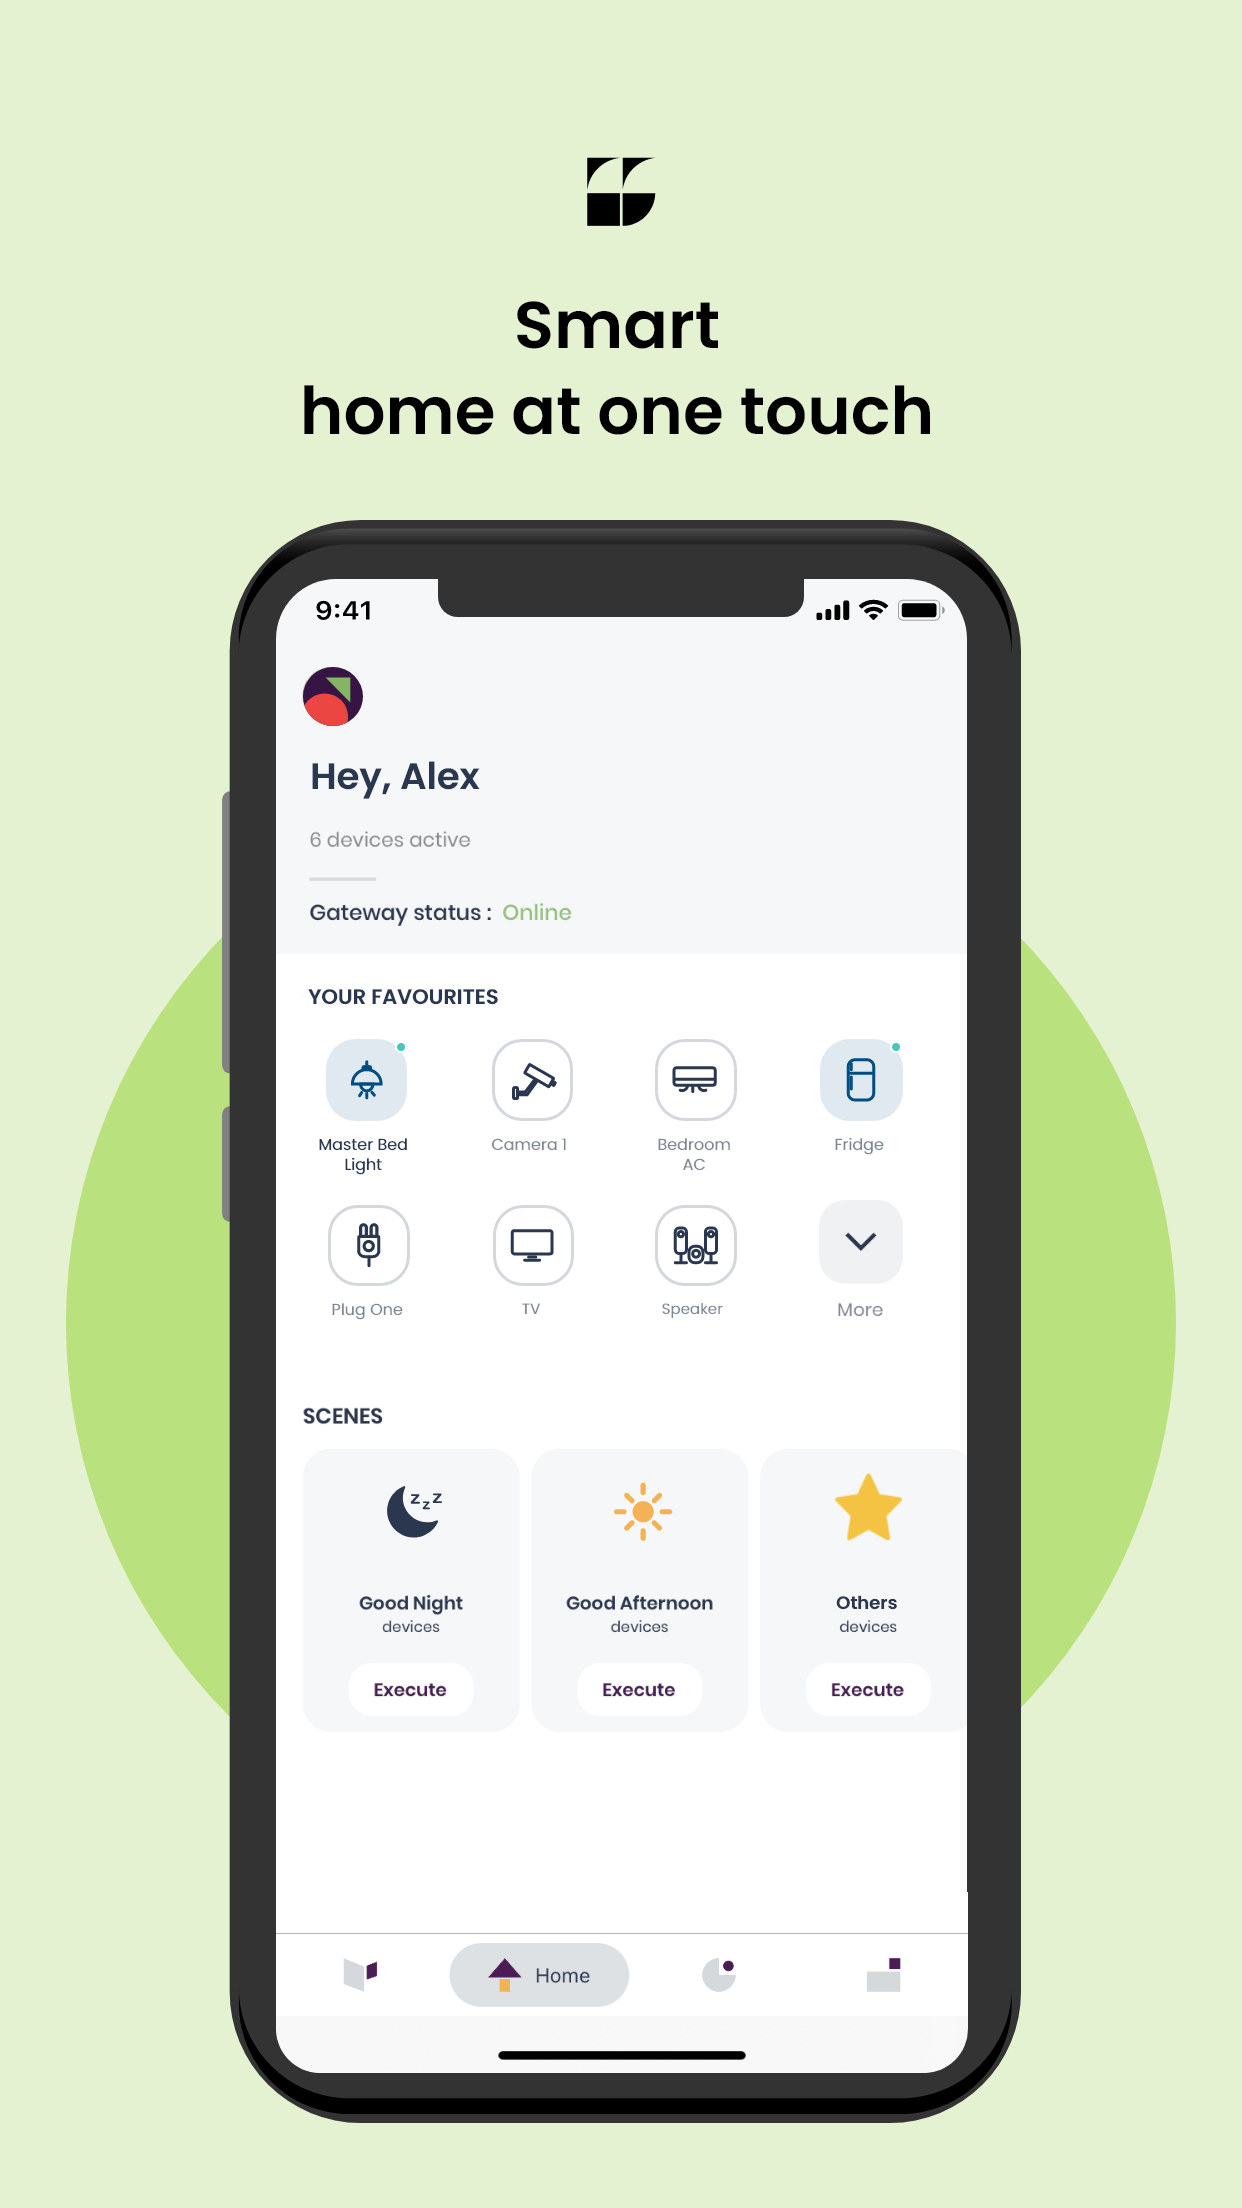 Smart
home at one touch
9:41
Hey, Alex
6 devices active
Gateway status : Online
YOUR FAVOURITES
Master Bed
Light
Camera 1
Bedroom
AC
Fridge
Plug One
TV
Speaker
More
SCENES
z z z
Good Night
devices
Execute
Good Afternoon
devices
Execute
Others
devices
Execute
Home